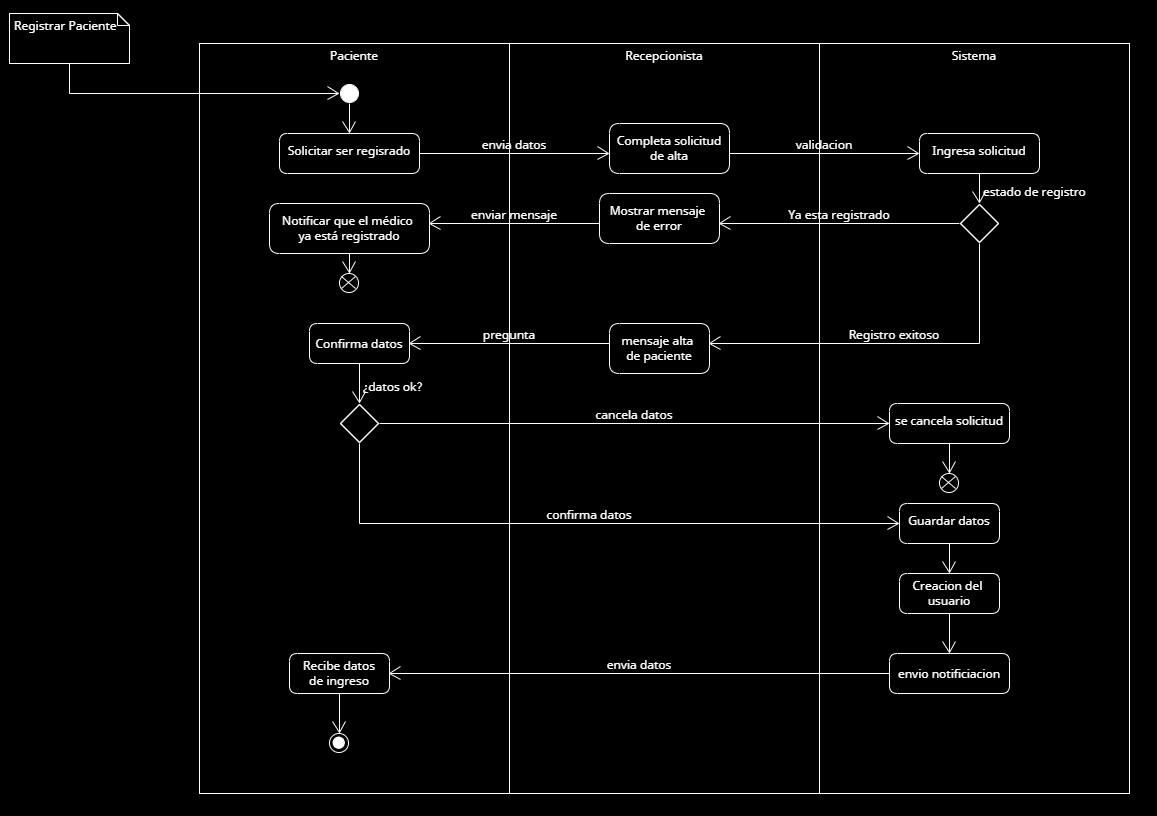 Registrar Paciente
Paciente
Recepcionista
Sistema
Solicitar ser regisrado
envia datos
Completa solicitud
de alta
validacion
Ingresa solicitud
estado de registro
Notificar que el médico
ya está registrado
enviar mensaje
Mostrar mensaje
de error
Ya esta registrado
Confirma datos
pregunta
mensaje alta
de paciente
Registro exitoso
¿datos ok?
cancela datos
se cancela solicitud
confirma datos
Guardar datos
Creacion del
usuario
Recibe datos
de ingreso
envia datos
envio notificiacion